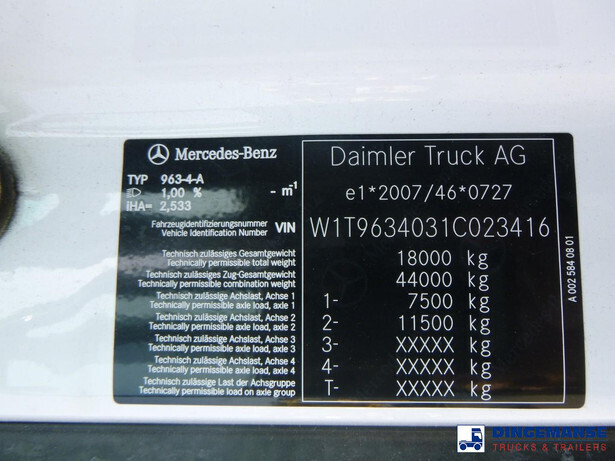 Mercedes-Benz
TYP 963-4-A
1,00 % - m-1
iHA= 2,533
Fahrzeugidentifizierungsnummer
Vehicle Identification Number VIN
Technisch zulässiges Gesamtgewicht
Technically permissible total weight
Technisch zulässiges Zug-Gesamtgewicht
Technically permissible combination weight
Technisch zulässige Achslast, Achse 1
Technically permissible axle load, axle 1
Technisch zulässige Achslast, Achse 2
Technically permissible axle load, axle 2
Technisch zulässige Achslast, Achse 3
Technically permissible axle load, axle 3
Technisch zulässige Achslast, Achse 4
Technically permissible axle load, axle 4
Technisch zulässige Last der Achsgruppe
Technically permissible load on axle group
Daimler Truck AG
e1*2007/46*0727
W1T9634031C023416
18000 kg
44000 kg
1- 7500 kg
2- 11500 kg
3- XXXXX kg
4- XXXXX kg
T- XXXXX kg
A 002 584 08 01
DINGEMANSE
TRUCKS & TRAILERS